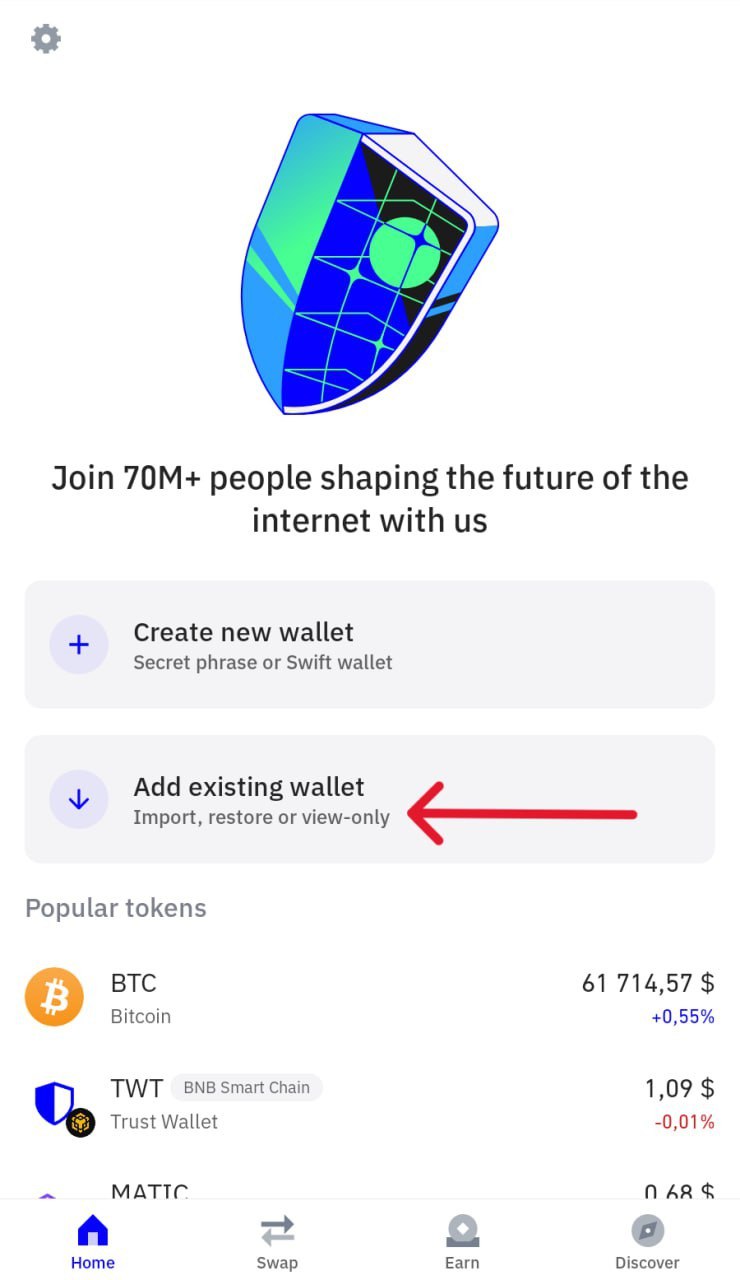 Join 70M+ people shaping the future of the
internet with us
Create new wallet
Secret phrase or Swift wallet
Add existing wallet
Import, restore or view-only
Popular tokens
BTC
61 714,57 $
Bitcoin
+0,55%
TWT
BNB Smart Chain
1,09 $
Trust Wallet
-0,01%
MATIC
0,68 $
Home
Swap
Earn
Discover